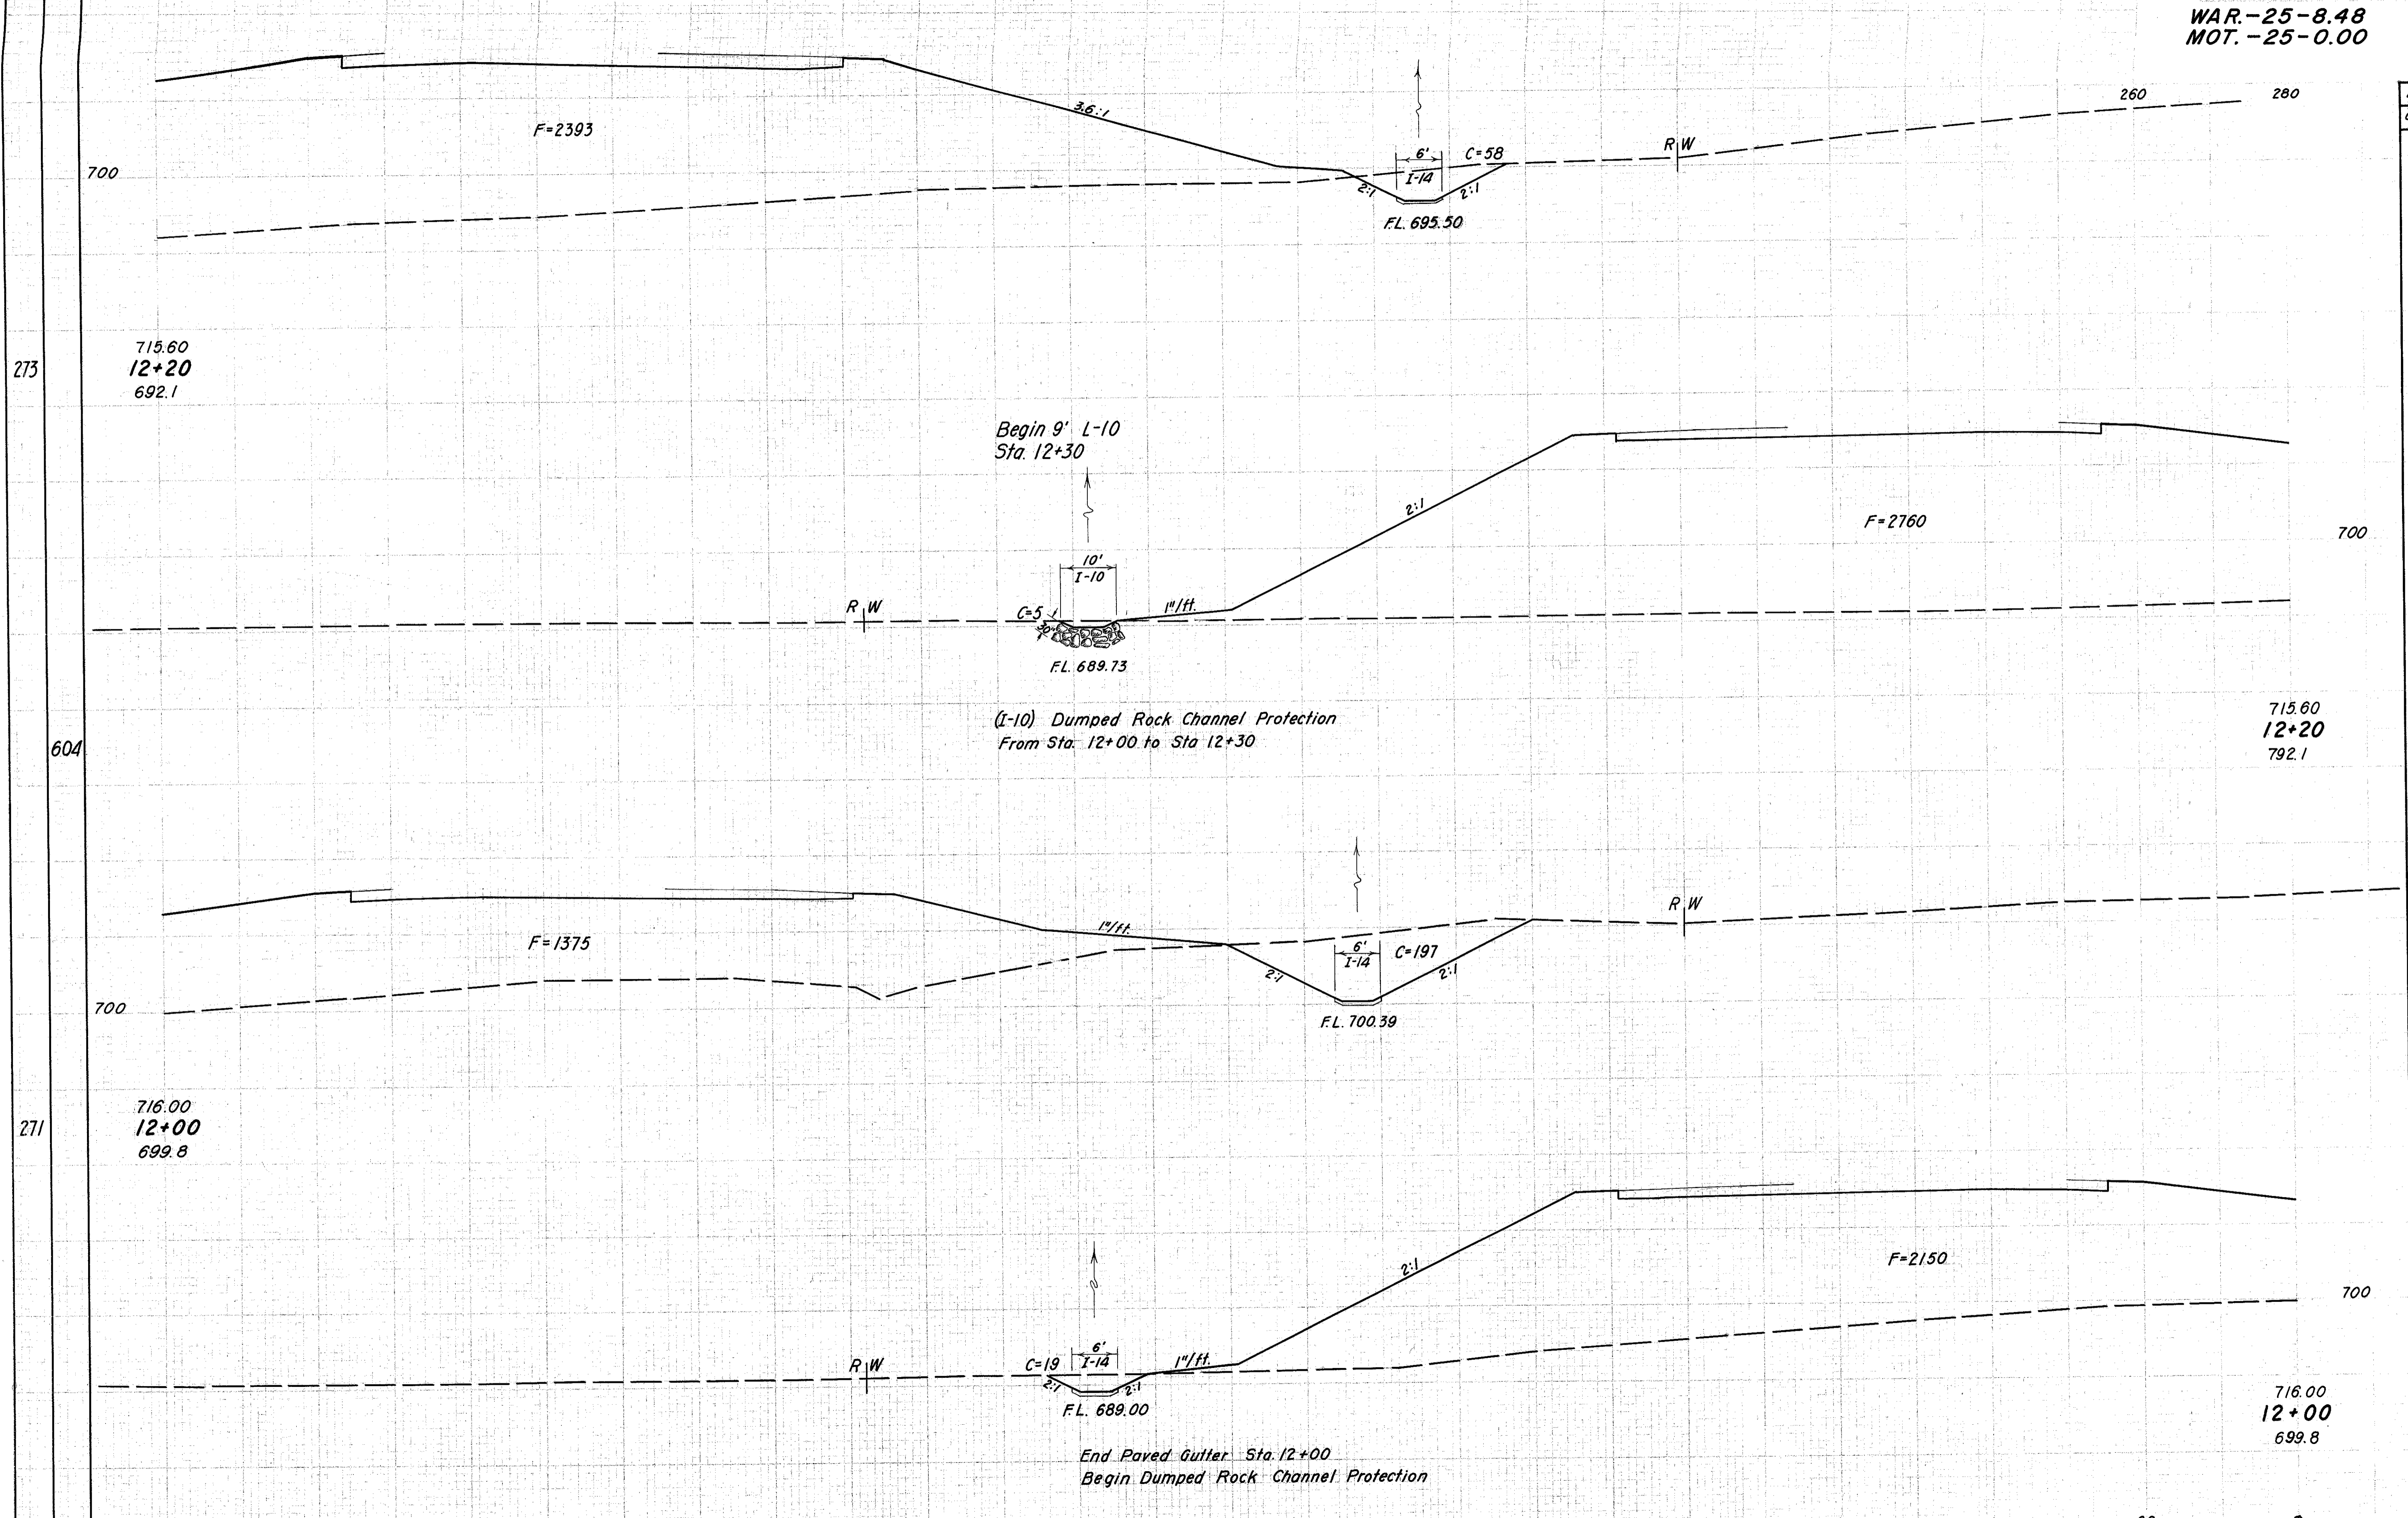 WAR.-25-8.48
MOT.-25-0.00
260 280
3.6:1
F=2393
R W
6' C=58
I-14
700
2:1 2:1
F.L. 695.50
715.60
12+20
692.1
273
Begin 9' L-10
Sta. 12+30
2:1
F=2760
700
10'
I-10
R W
C=5
1"/ft.
30"
F.L. 689.73
(I-10) Dumped Rock Channel Protection
From Sta. 12+00 to Sta 12+30
715.60
12+20
792.1
604
R W
1"/ft.
F=1375
6' C=197
I-14
2:1 2:1
700
F.L. 700.39
716.00
12+00
699.8
271
2:1
F=2150
700
6'
R W C=19 I-14 1"/ft.
2:1 2:1
F.L. 689.00
716.00
12+00
699.8
End Paved Gutter Sta. 12+00
Begin Dumped Rock Channel Protection